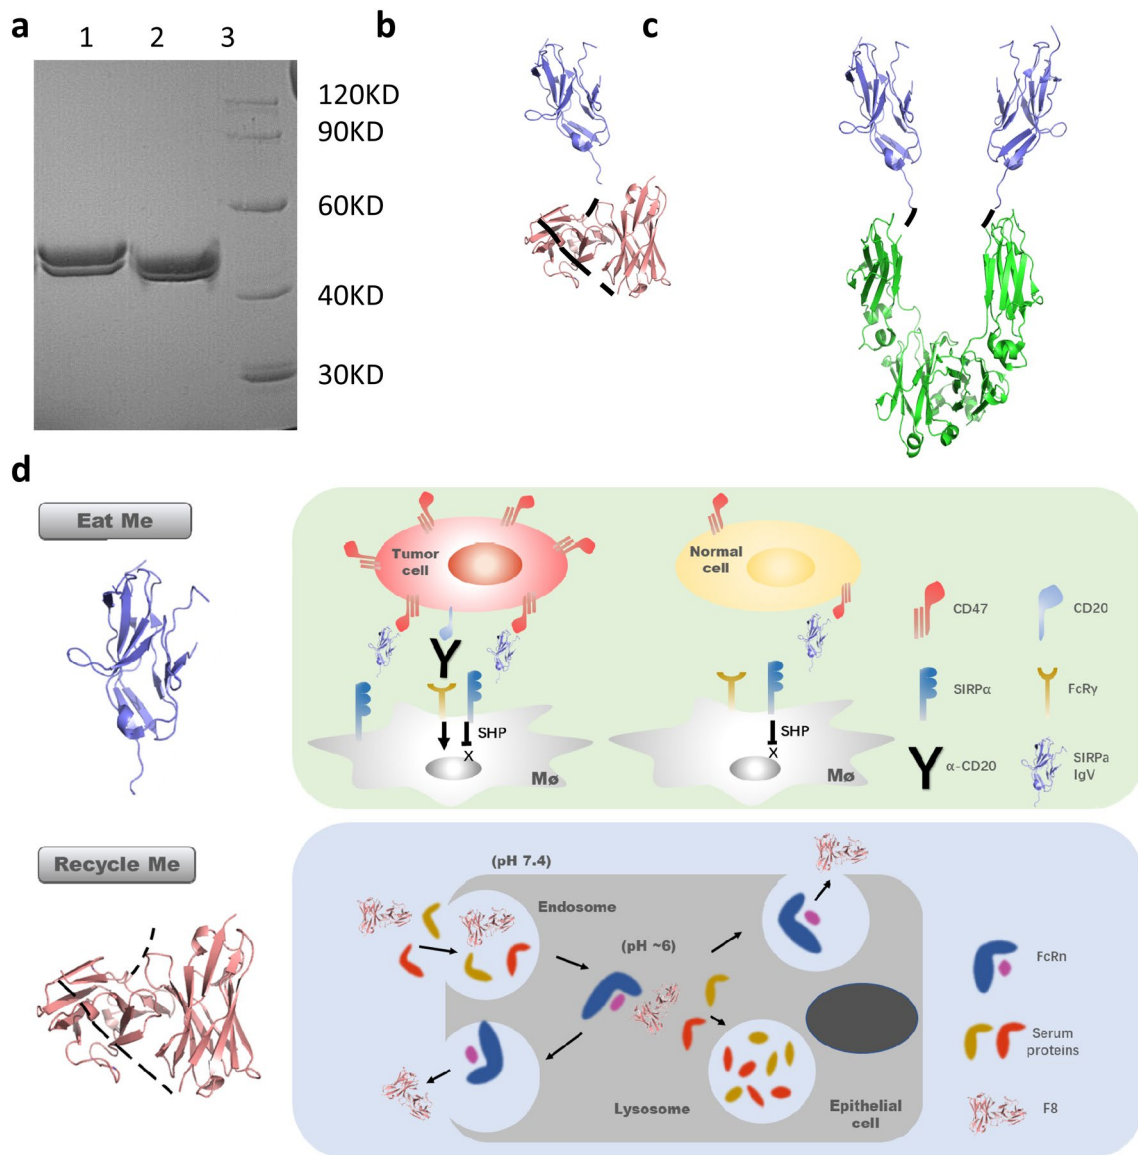 a
1 2 3
120KD
90KD
60KD
40KD
30KD
b
c
d
Eat Me
Tumor
cell
Normal
cell
SHP
X
Mø
SHP
X
Mø
CD47
CD20
SIRPα
FcRγ
α-CD20
SIRPa
IgV
Recycle Me
(pH 7.4)
Endosome
(pH ~6)
Lysosome
Epithelial
cell
FcRn
Serum
proteins
F8